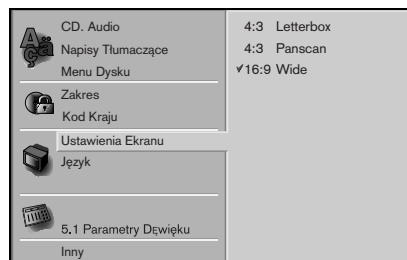 CD. Audio
Napisy Tłumaczące
Menu Dysku
Zakres
Kod Kraju
Ustawienia Ekranu
Język
5.1 Parametry Dęwięku
Inny
4:3 Letterbox
4:3 Panscan
✓16:9 Wide